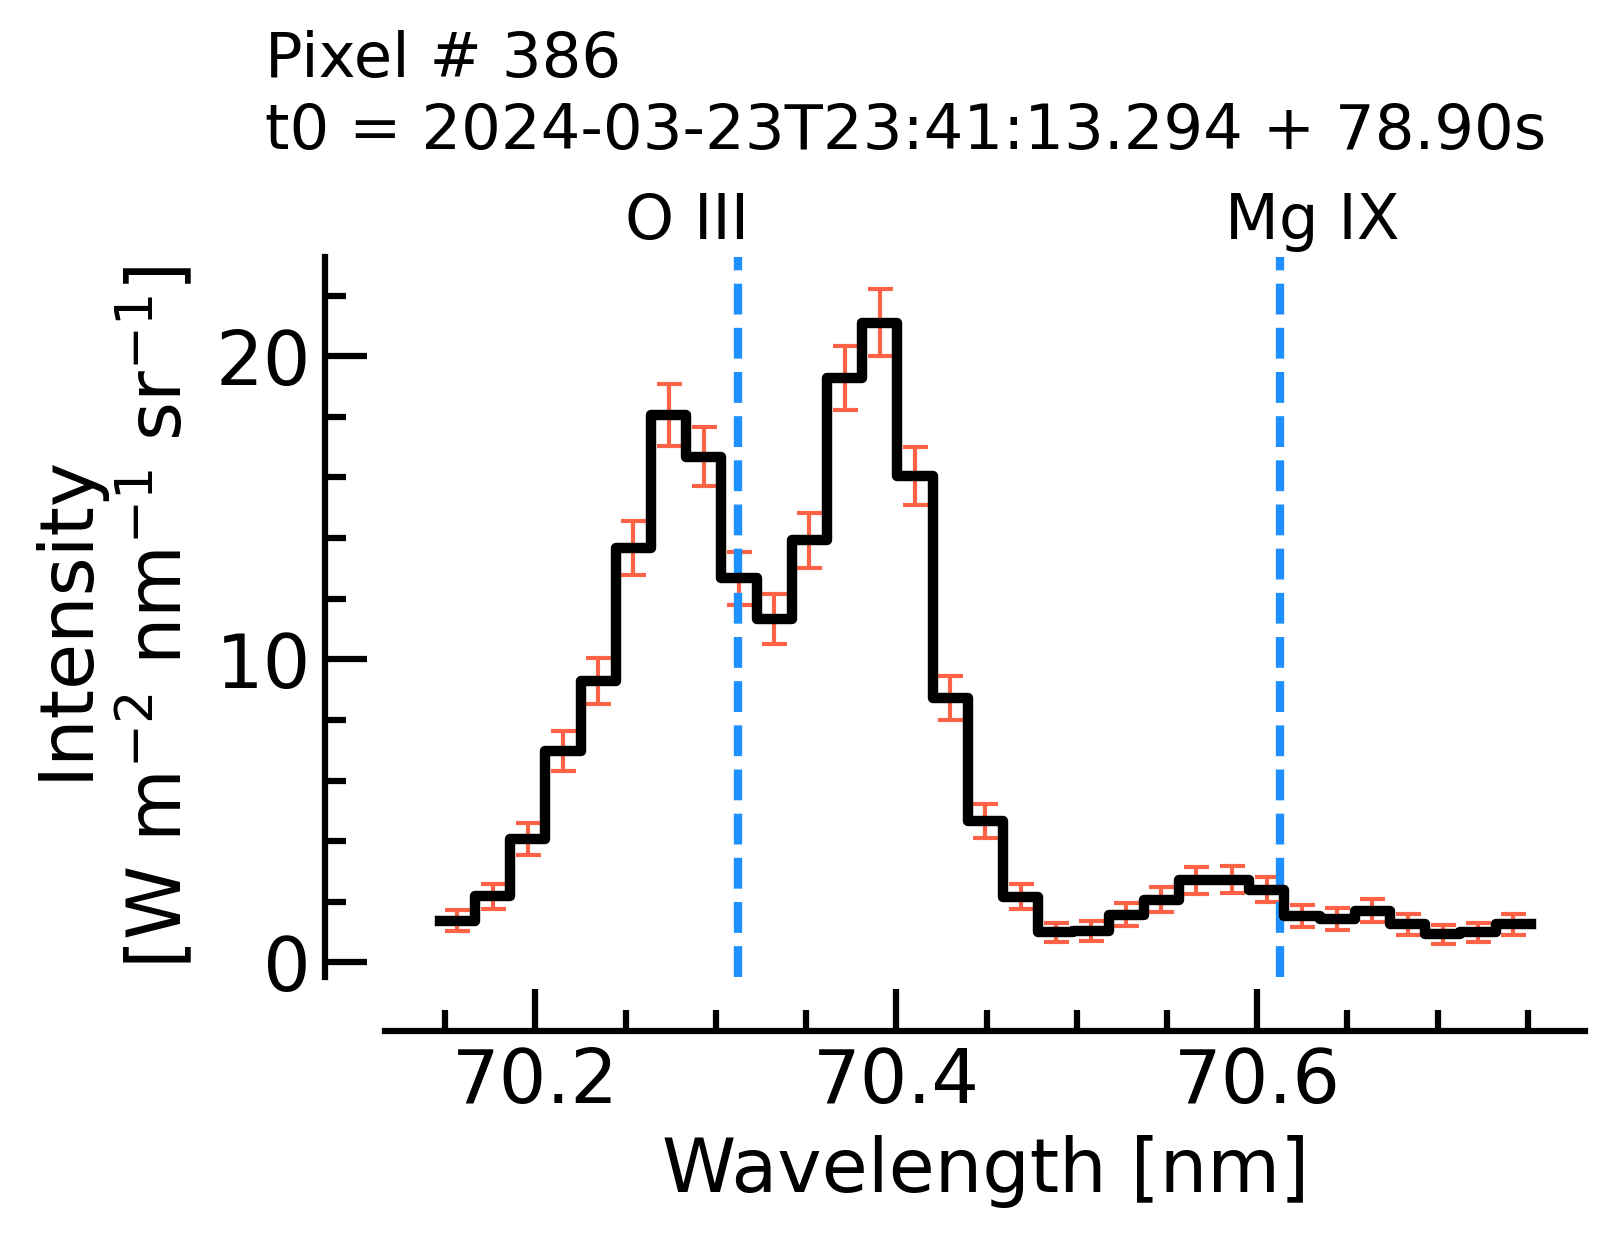 Pixel # 386
t0 = 2024-03-23T23:41:13.294 + 78.90s
O III
Mg IX
Intensity
[W m⁻² nm⁻¹ sr⁻¹]
20
10
0
70.2
70.4
70.6
Wavelength [nm]